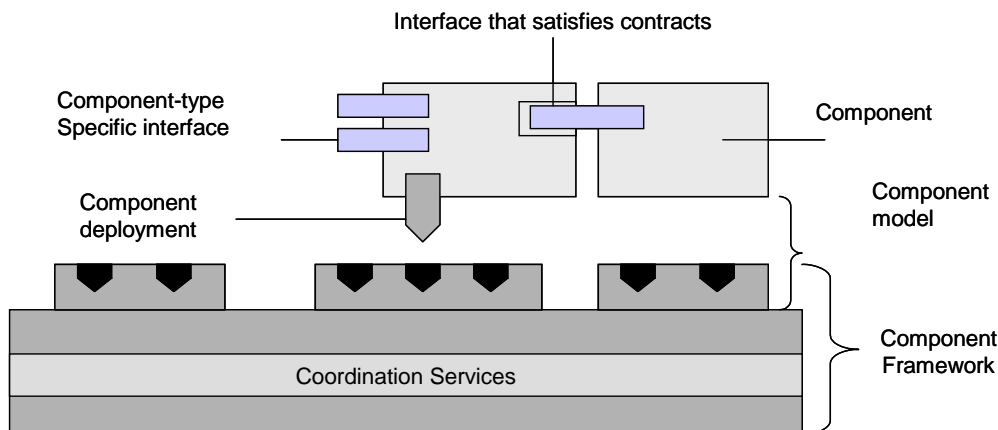 Interface that satisfies contracts
Component-type
Specific interface
Component
Component
deployment
Component
model
Component
Framework
Coordination Services